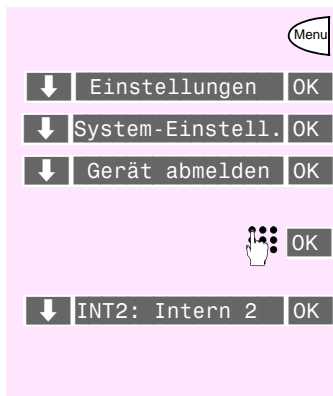 Menu
Einstellungen OK
System-Einstell. OK
Gerät abmelden OK
OK
INT2: Intern 2 OK